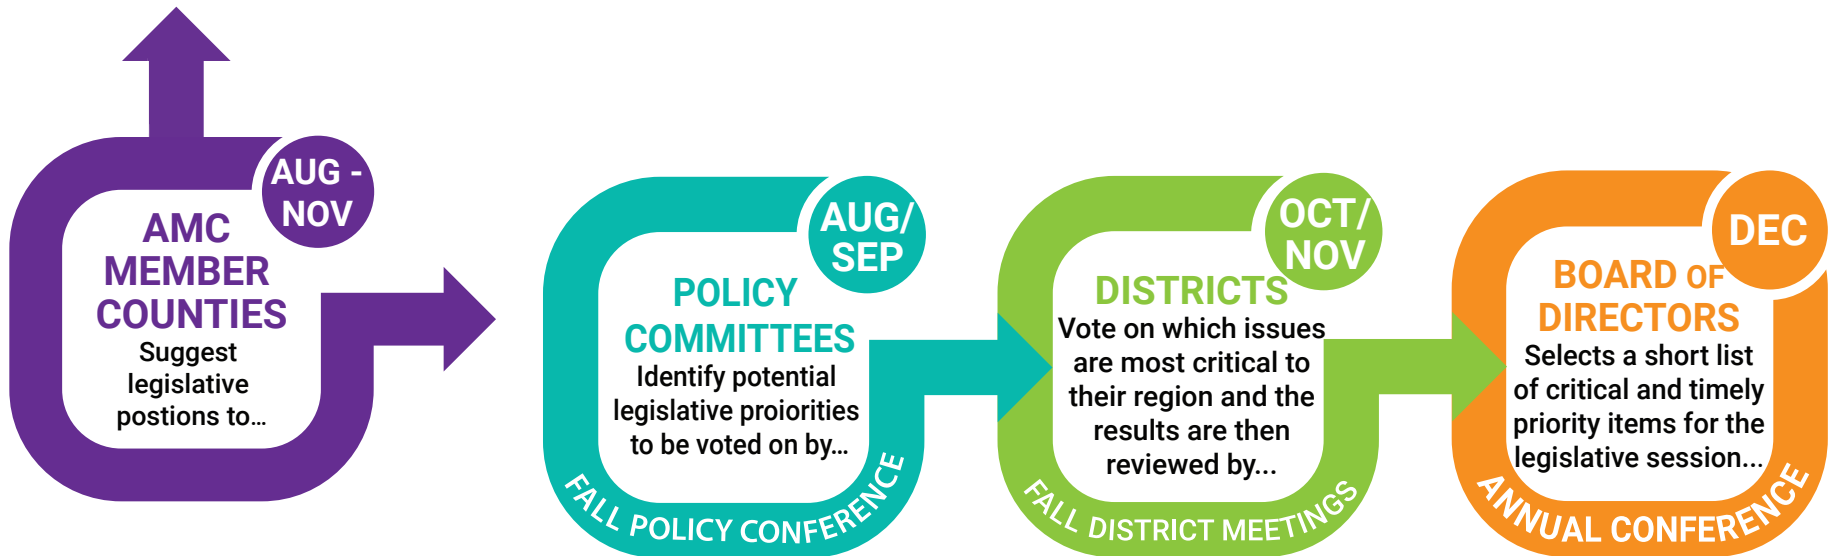 AUG -
NOV
AMC
MEMBER
COUNTIES
Suggest
legislative
postions to...
AUG/
SEP
POLICY
COMMITTEES
Identify potential
legislative proiorities
to be voted on by...
FALL POLICY CONFERENCE
OCT/
NOV
DISTRICTS
Vote on which issues
are most critical to
their region and the
results are then
reviewed by...
FALL DISTRICT MEETINGS
DEC
BOARD OF
DIRECTORS
Selects a short list
of critical and timely
priority items for the
legislative session...
ANNUAL CONFERENCE